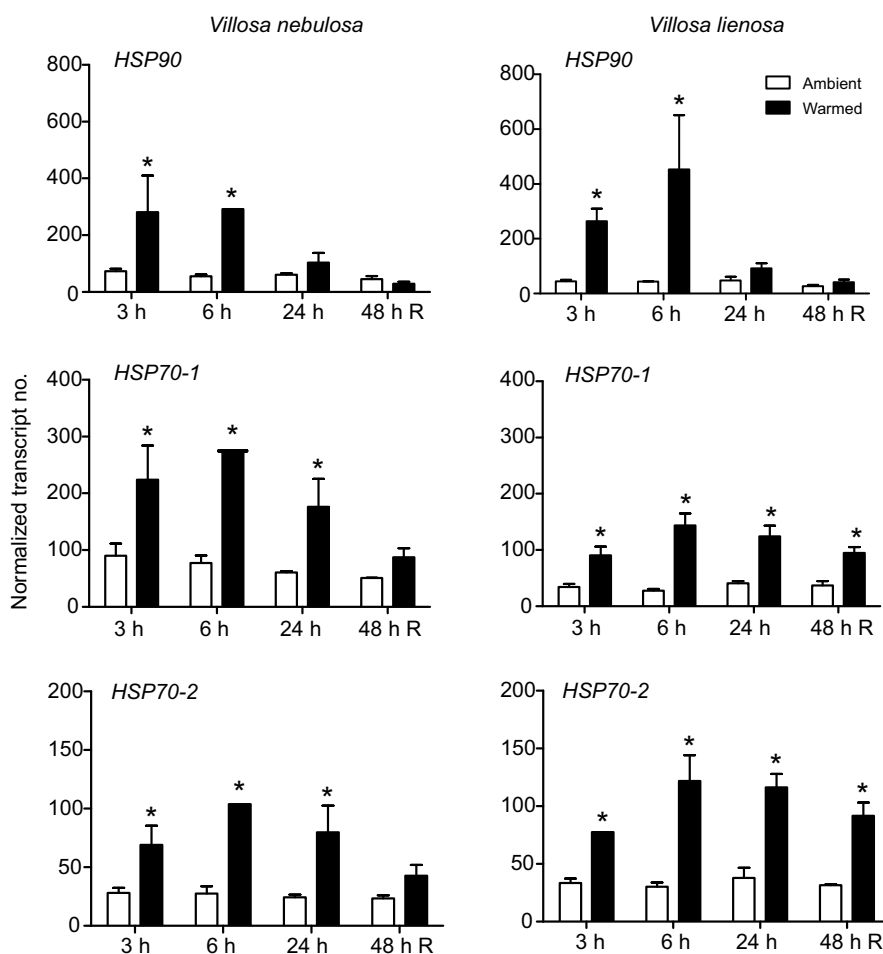 Villosa nebulosa
Villosa lienosa
Normalized transcript no.
HSP90
800
600
400
200
0
* *
3 h 6 h 24 h 48 h R
HSP90
Ambient
Warmed
800
600
400
200
0
* *
3 h 6 h 24 h 48 h R
HSP70-1
400
300
200
100
0
* * *
3 h 6 h 24 h 48 h R
HSP70-1
400
300
200
100
0
* * * *
3 h 6 h 24 h 48 h R
HSP70-2
200
150
100
50
0
* * *
3 h 6 h 24 h 48 h R
HSP70-2
200
150
100
50
0
* * * *
3 h 6 h 24 h 48 h R